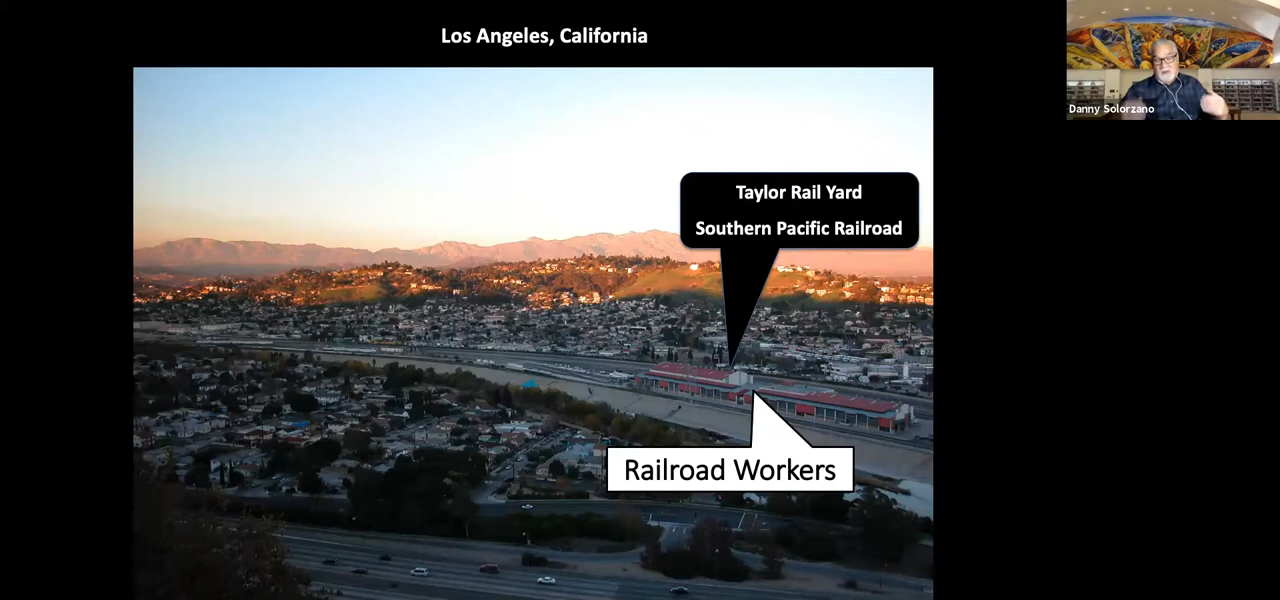 Los Angeles, California
Danny Solorzano
Taylor Rail Yard
Southern Pacific Railroad
Railroad Workers